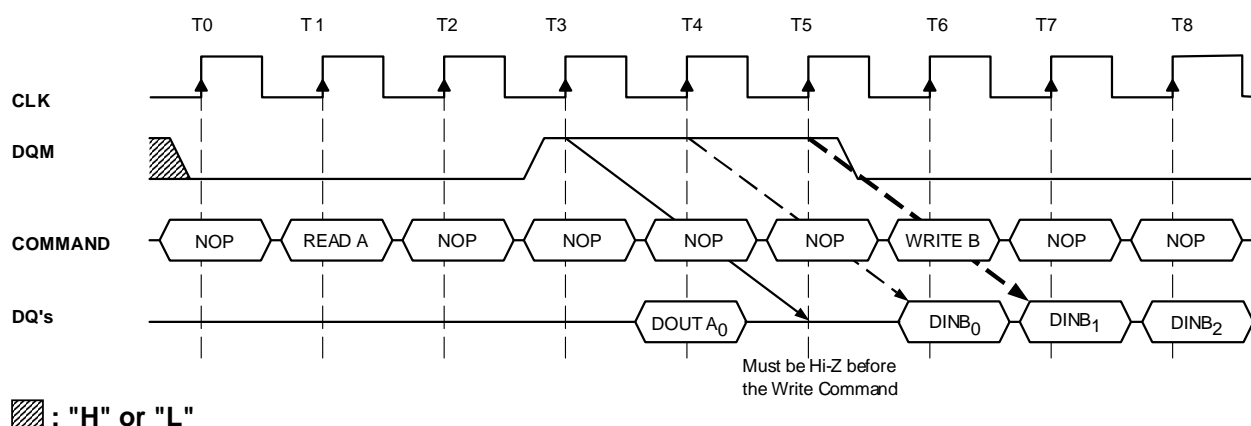 T0 T1 T2 T3 T4 T5 T6 T7 T8
CLK
DQM
COMMAND NOP READ A NOP NOP NOP NOP WRITE B NOP NOP
DQ's DOUT A0 DINB0 DINB1 DINB2
Must be Hi-Z before
the Write Command
: "H" or "L"